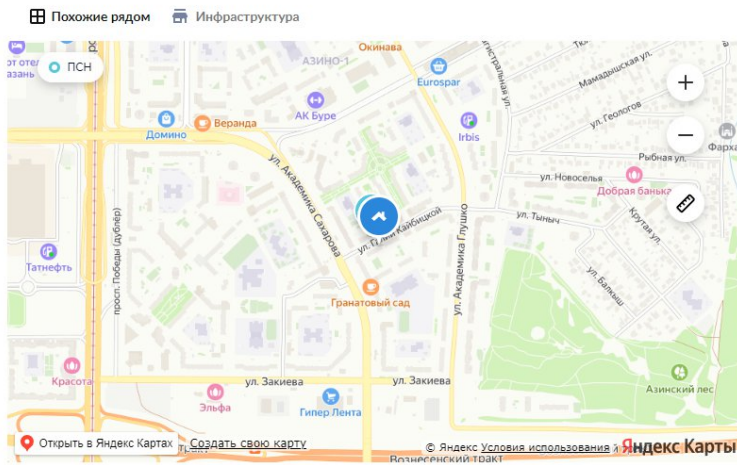 Похожие рядом
Инфраструктура
ПСН
Окинава
АЗИНО-1
Мамадышская ул.
Eurospar
АК Буре
ул. Геологов
Домино
Веранда
Irbis
Рыбная ул.
ул. Новоселья
Добрая банька
ул. Академика Сахарова
Крутая ул.
ул. Тыныч
Кайбицкой
Татнефть
просп. Победы (дублёр)
ул. Академика Глушко
ул. Балкыш
Гранатовый сад
Красота
ул. Закиева
ул. Закиева
Азинский лес
Эльфа
Гипер Лента
Открыть в Яндекс Картах
Создать свою карту
© Яндекс Условия использования
Яндекс Карты
Вознесенский тракт